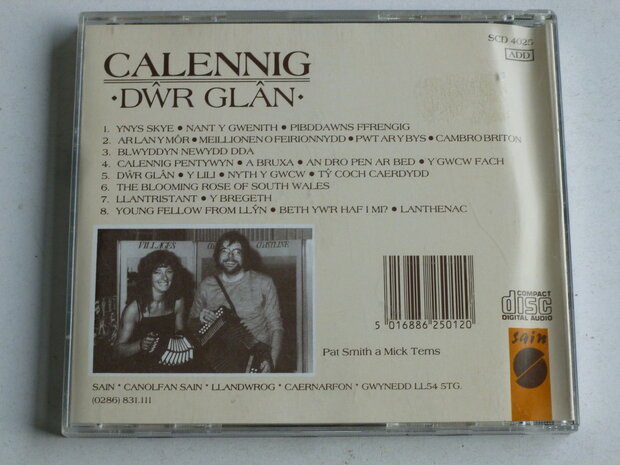 SCD 4025
ADD
CALENNIG
•DŴR GLÂN•
1. YNYS SKYE • NANT Y GWENITH • PIBDDAWNS FFRENGIG
2. AR LAN Y MÔR • MEILLIONEN O FEIRIONNYDD • PWT AR Y BYS • CAMBRO BRITON
3. BLWYDDYN NEWYDD DDA
4. CALENNIG PENTYWYN • A BRUXA • AN DRO PEN AR BED • Y GWCW FACH
5. DŴR GLÂN • Y LILI • NYTH Y GWCW • TŶ COCH CAERDYDD
6. THE BLOOMING ROSE OF SOUTH WALES
7. LLANTRISTANT • Y BREGETH
8. YOUNG FELLOW FROM LLŶN • BETH YW'R HAF I MI? • LANTHENAC
VILLAGES
COASTLINE
5 016886 250120
COMPACT
disc
DIGITAL AUDIO
sain
Pat Smith a Mick Tems
SAIN * CANOLFAN SAIN * LLANDWROG * CAERNARFON * GWYNEDD LL54 5TG.
(0286) 831.111